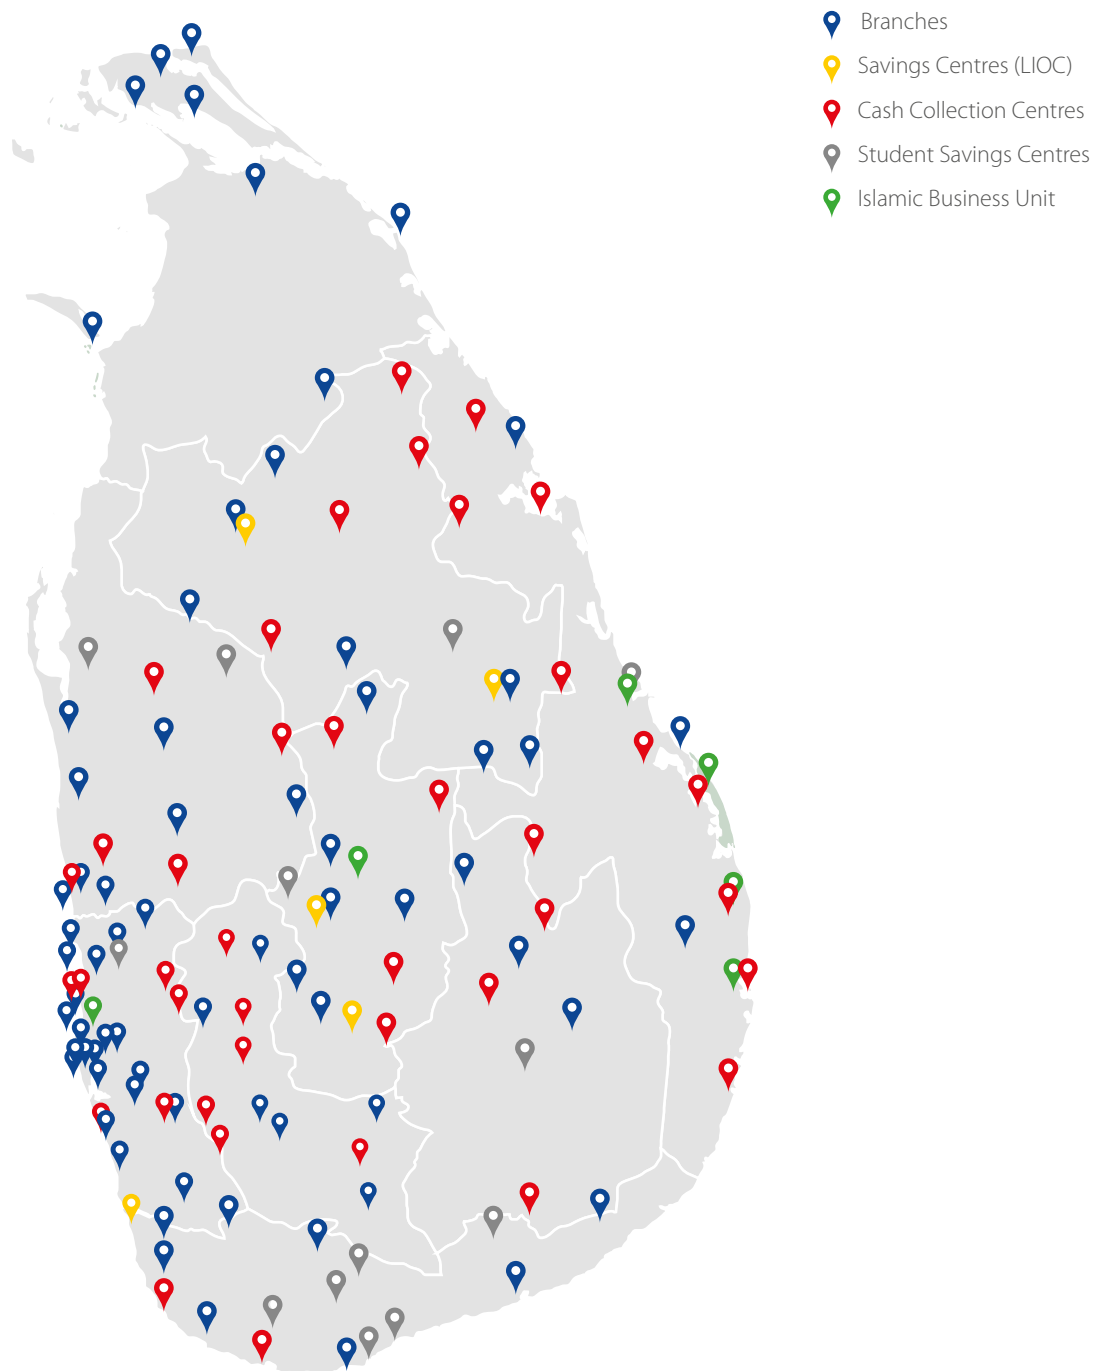 Branches
Savings Centres (LIOC)
Cash Collection Centres
Student Savings Centres
Islamic Business Unit